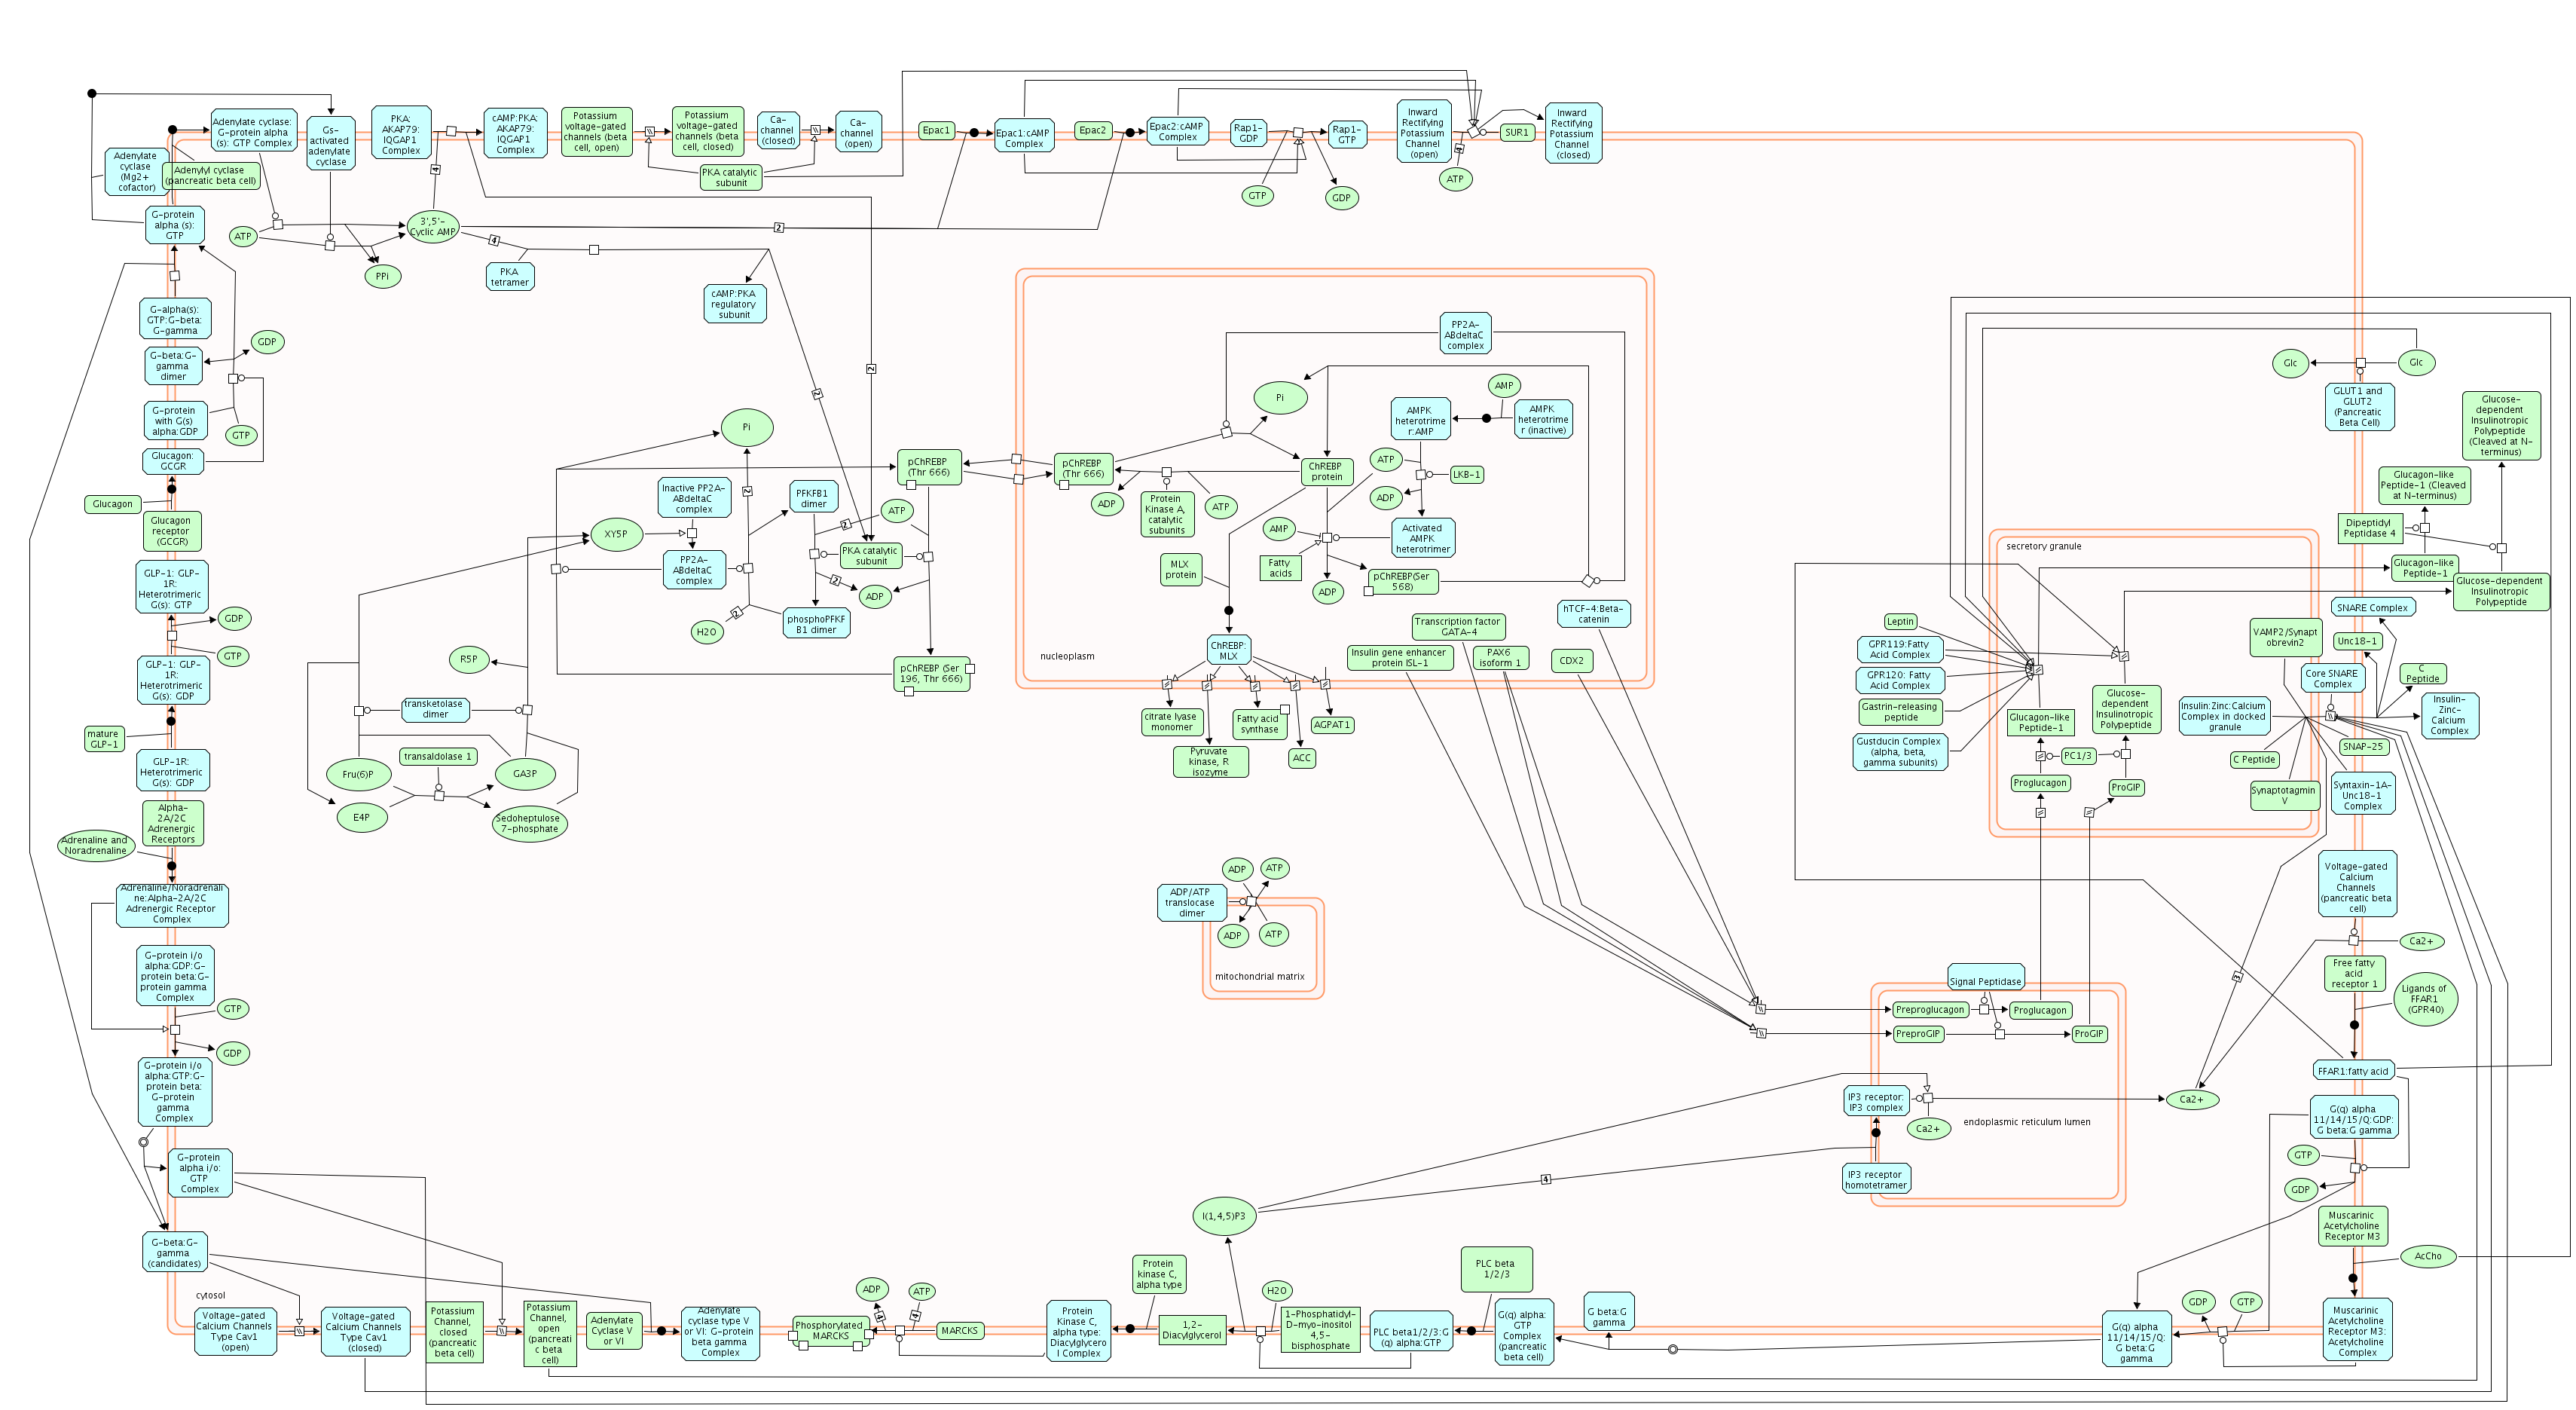 Adenylate cyclase:
G-protein alpha
(s): GTP Complex
Gs-
activated
adenylate
cyclase
PKA:
AKAP79:
IQGAP1
Complex
cAMP:PKA:
AKAP79:
IQGAP1
Complex
Potassium
voltage-gated
channels (beta
cell, open)
Potassium
voltage-gated
channels (beta
cell, closed)
Ca-
channel
(closed)
Ca-
channel
(open)
Epac1
Epac1:cAMP
Complex
Epac2
Epac2:cAMP
Complex
Rap1-
GDP
Rap1-
GTP
Inward
Rectifying
Potassium
Channel
(open)
SUR1
Inward
Rectifying
Potassium
Channel
(closed)
Adenylate
cyclase
(Mg2+
cofactor)
Adenylyl cyclase
(pancreatic beta cell)
PKA catalytic
subunit
4
4
ATP
GTP
GDP
G-protein
alpha (s):
GTP
ATP
3',5'-
Cyclic AMP
2
4
PPi
PKA
tetramer
cAMP:PKA
regulatory
subunit
G-alpha(s):
GTP:G-beta:
G-gamma
GDP
G-beta:G-
gamma
dimer
G-protein
with G(s)
alpha:GDP
GTP
Glucagon:
GCGR
Glucagon
Glucagon
receptor
(GCGR)
GLP-1: GLP-
1R:
Heterotrimeric
G(s): GTP
GDP
GTP
GLP-1: GLP-
1R:
Heterotrimeric
G(s): GDP
mature
GLP-1
GLP-1R:
Heterotrimeric
G(s): GDP
Alpha-
2A/2C
Adrenergic
Receptors
Adrenaline and
Noradrenaline
Adrenaline/Noradrenali
ne:Alpha-2A/2C
Adrenergic Receptor
Complex
G-protein i/o
alpha:GDP:G-
protein beta:G-
protein gamma
Complex
GTP
GDP
G-protein i/o
alpha:GTP:G-
protein beta:
G-protein
gamma
Complex
G-protein
alpha i/o:
GTP
Complex
G-beta:G-
gamma
(candidates)
cytosol
2
2
Pi
2
Inactive PP2A-
ABdeltaC
complex
PFKFB1
dimer
ATP
2
XY5P
PP2A-
ABdeltaC
complex
PKA catalytic
subunit
2
ADP
2
H2O
phosphoPFKF
B1 dimer
pChREBP
(Thr 666)
pChREBP (Ser
196, Thr 666)
R5P
transketolase
dimer
transaldolase 1
Fru(6)P
GA3P
E4P
Sedoheptulose
7-phosphate
PP2A-
ABdeltaC
complex
Pi
AMP
AMPK
heterotrime
r:AMP
AMPK
heterotrime
r (inactive)
pChREBP
(Thr 666)
ADP
Protein
Kinase A,
catalytic
subunits
ATP
ChREBP
protein
ATP
LKB-1
ADP
Activated
AMPK
heterotrimer
AMP
MLX
protein
Fatty
acids
ADP
pChREBP(Ser
568)
hTCF-4:Beta-
catenin
Transcription factor
GATA-4
ChREBP:
MLX
nucleoplasm
Insulin gene enhancer
protein ISL-1
PAX6
isoform 1
CDX2
citrate lyase
monomer
Pyruvate
kinase, R
isozyme
Fatty acid
synthase
ACC
AGPAT1
ADP
ATP
ADP/ATP
translocase
dimer
ADP
ATP
mitochondrial matrix
Glc
Glc
GLUT1 and
GLUT2
(Pancreatic
Beta Cell)
Glucose-
dependent
Insulinotropic
Polypeptide
(Cleaved at N-
terminus)
Glucagon-like
Peptide-1 (Cleaved
at N-terminus)
Dipeptidyl
Peptidase 4
Glucagon-like
Peptide-1
Glucose-dependent
Insulinotropic
Polypeptide
secretory granule
SNARE Complex
Unc18-1
VAMP2/Synapt
obrevin2
Core SNARE
Complex
C
Peptide
Insulin-
Zinc-
Calcium
Complex
Insulin:Zinc:Calcium
Complex in docked
granule
SNAP-25
C Peptide
Synaptotagmin
V
Syntaxin-1A-
Unc18-1
Complex
Leptin
GPR119:Fatty
Acid Complex
GPR120: Fatty
Acid Complex
Gastrin-releasing
peptide
Gustducin Complex
(alpha, beta,
gamma subunits)
Glucagon-like
Peptide-1
Glucose-
dependent
Insulinotropic
Polypeptide
PC1/3
Proglucagon
ProGIP
Voltage-gated
Calcium
Channels
(pancreatic beta
cell)
Ca2+
3
Free fatty
acid
receptor 1
Ligands of
FFAR1
(GPR40)
FFAR1:fatty acid
Signal Peptidase
Preproglucagon
Proglucagon
PreproGIP
ProGIP
IP3 receptor:
IP3 complex
Ca2+
endoplasmic reticulum lumen
IP3 receptor
homotetramer
Ca2+
4
G(q) alpha
11/14/15/Q:GDP:
G beta:G gamma
GTP
GDP
Muscarinic
Acetylcholine
Receptor M3
AcCho
Muscarinic
Acetylcholine
Receptor M3:
Acetylcholine
Complex
GDP
GTP
G(q) alpha
11/14/15/Q:
G beta:G
gamma
I(1,4,5)P3
Voltage-gated
Calcium Channels
Type Cav1
(open)
Voltage-gated
Calcium Channels
Type Cav1
(closed)
Potassium
Channel,
closed
(pancreatic
beta cell)
Potassium
Channel,
open
(pancreati
c beta
cell)
Adenylate
Cyclase V
or VI
Adenylate
cyclase type V
or VI: G-protein
beta gamma
Complex
Phosphorylated
MARCKS
ADP
ATP
4
4
MARCKS
Protein
kinase C,
alpha type
Protein
Kinase C,
alpha type:
Diacylglycero
l Complex
1,2-
Diacylglycerol
H2O
1-Phosphatidyl-
D-myo-inositol
4,5-
bisphosphate
PLC beta1/2/3:G
(q) alpha:GTP
PLC beta
1/2/3
G(q) alpha:
GTP
Complex
(pancreatic
beta cell)
G beta:G
gamma